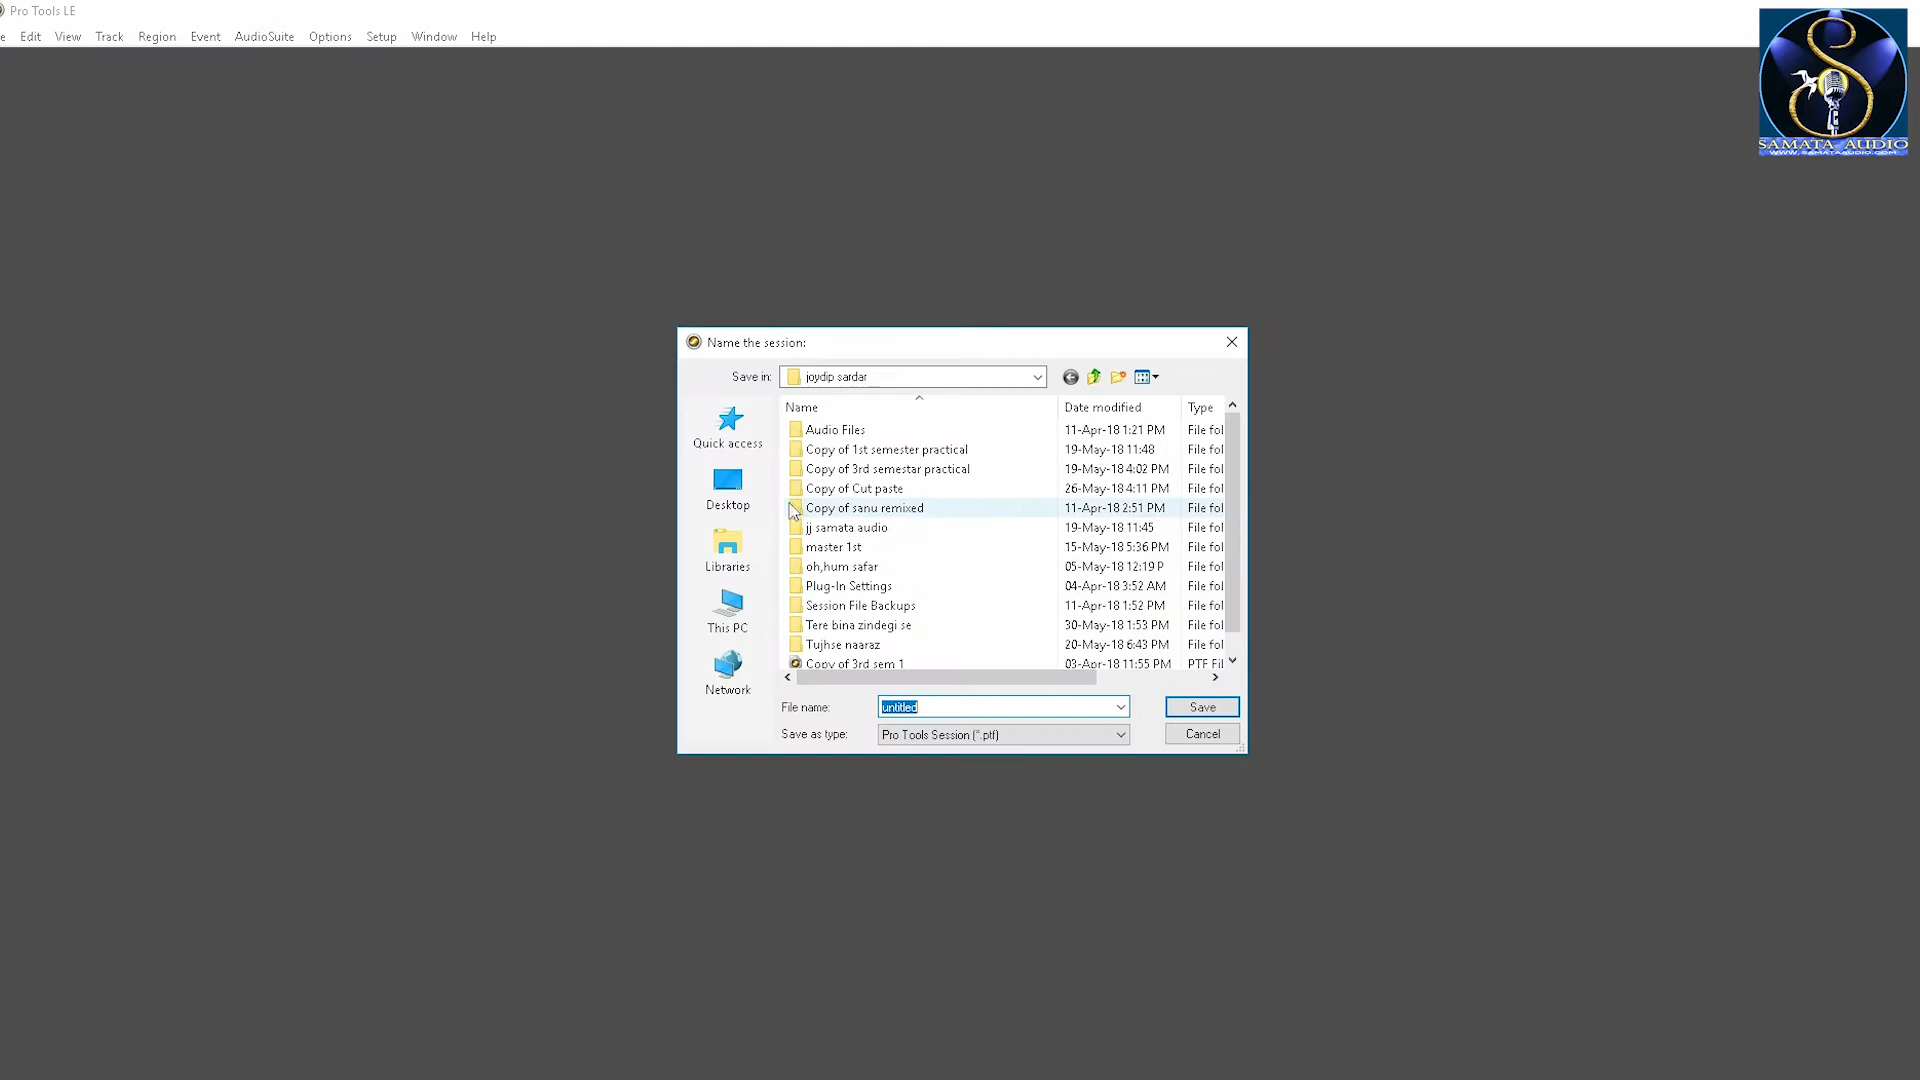 Pro Tools LE
e Edit View Track Region Event AudioSuite Options Setup Window Help
SAMATA AUDIO
WWW.SAMATAAUDIO.COM
Name the session:
Save in: joydip sardar
Name Date modified Type
Audio Files 11-Apr-18 1:21 PM File fol
Copy of 1st semester practical 19-May-18 11:48 File fol
Copy of 3rd semestar practical 19-May-18 4:02 PM File fol
Copy of Cut paste 26-May-18 4:11 PM File fol
Copy of sanu remixed 11-Apr-18 2:51 PM File fol
jj samata audio 19-May-18 11:45 File fol
master 1st 15-May-18 5:36 PM File fol
oh,hum safar 05-May-18 12:19 P File fol
Plug-In Settings 04-Apr-18 3:52 AM File fol
Session File Backups 11-Apr-18 1:52 PM File fol
Tere bina zindegi se 30-May-18 1:53 PM File fol
Tujhse naaraz 20-May-18 6:43 PM File fol
Copy of 3rd sem 1 03-Apr-18 11:55 PM PTF Fil
Quick access
Desktop
Libraries
This PC
Network
File name: untitled Save
Save as type: Pro Tools Session (*.ptf) Cancel